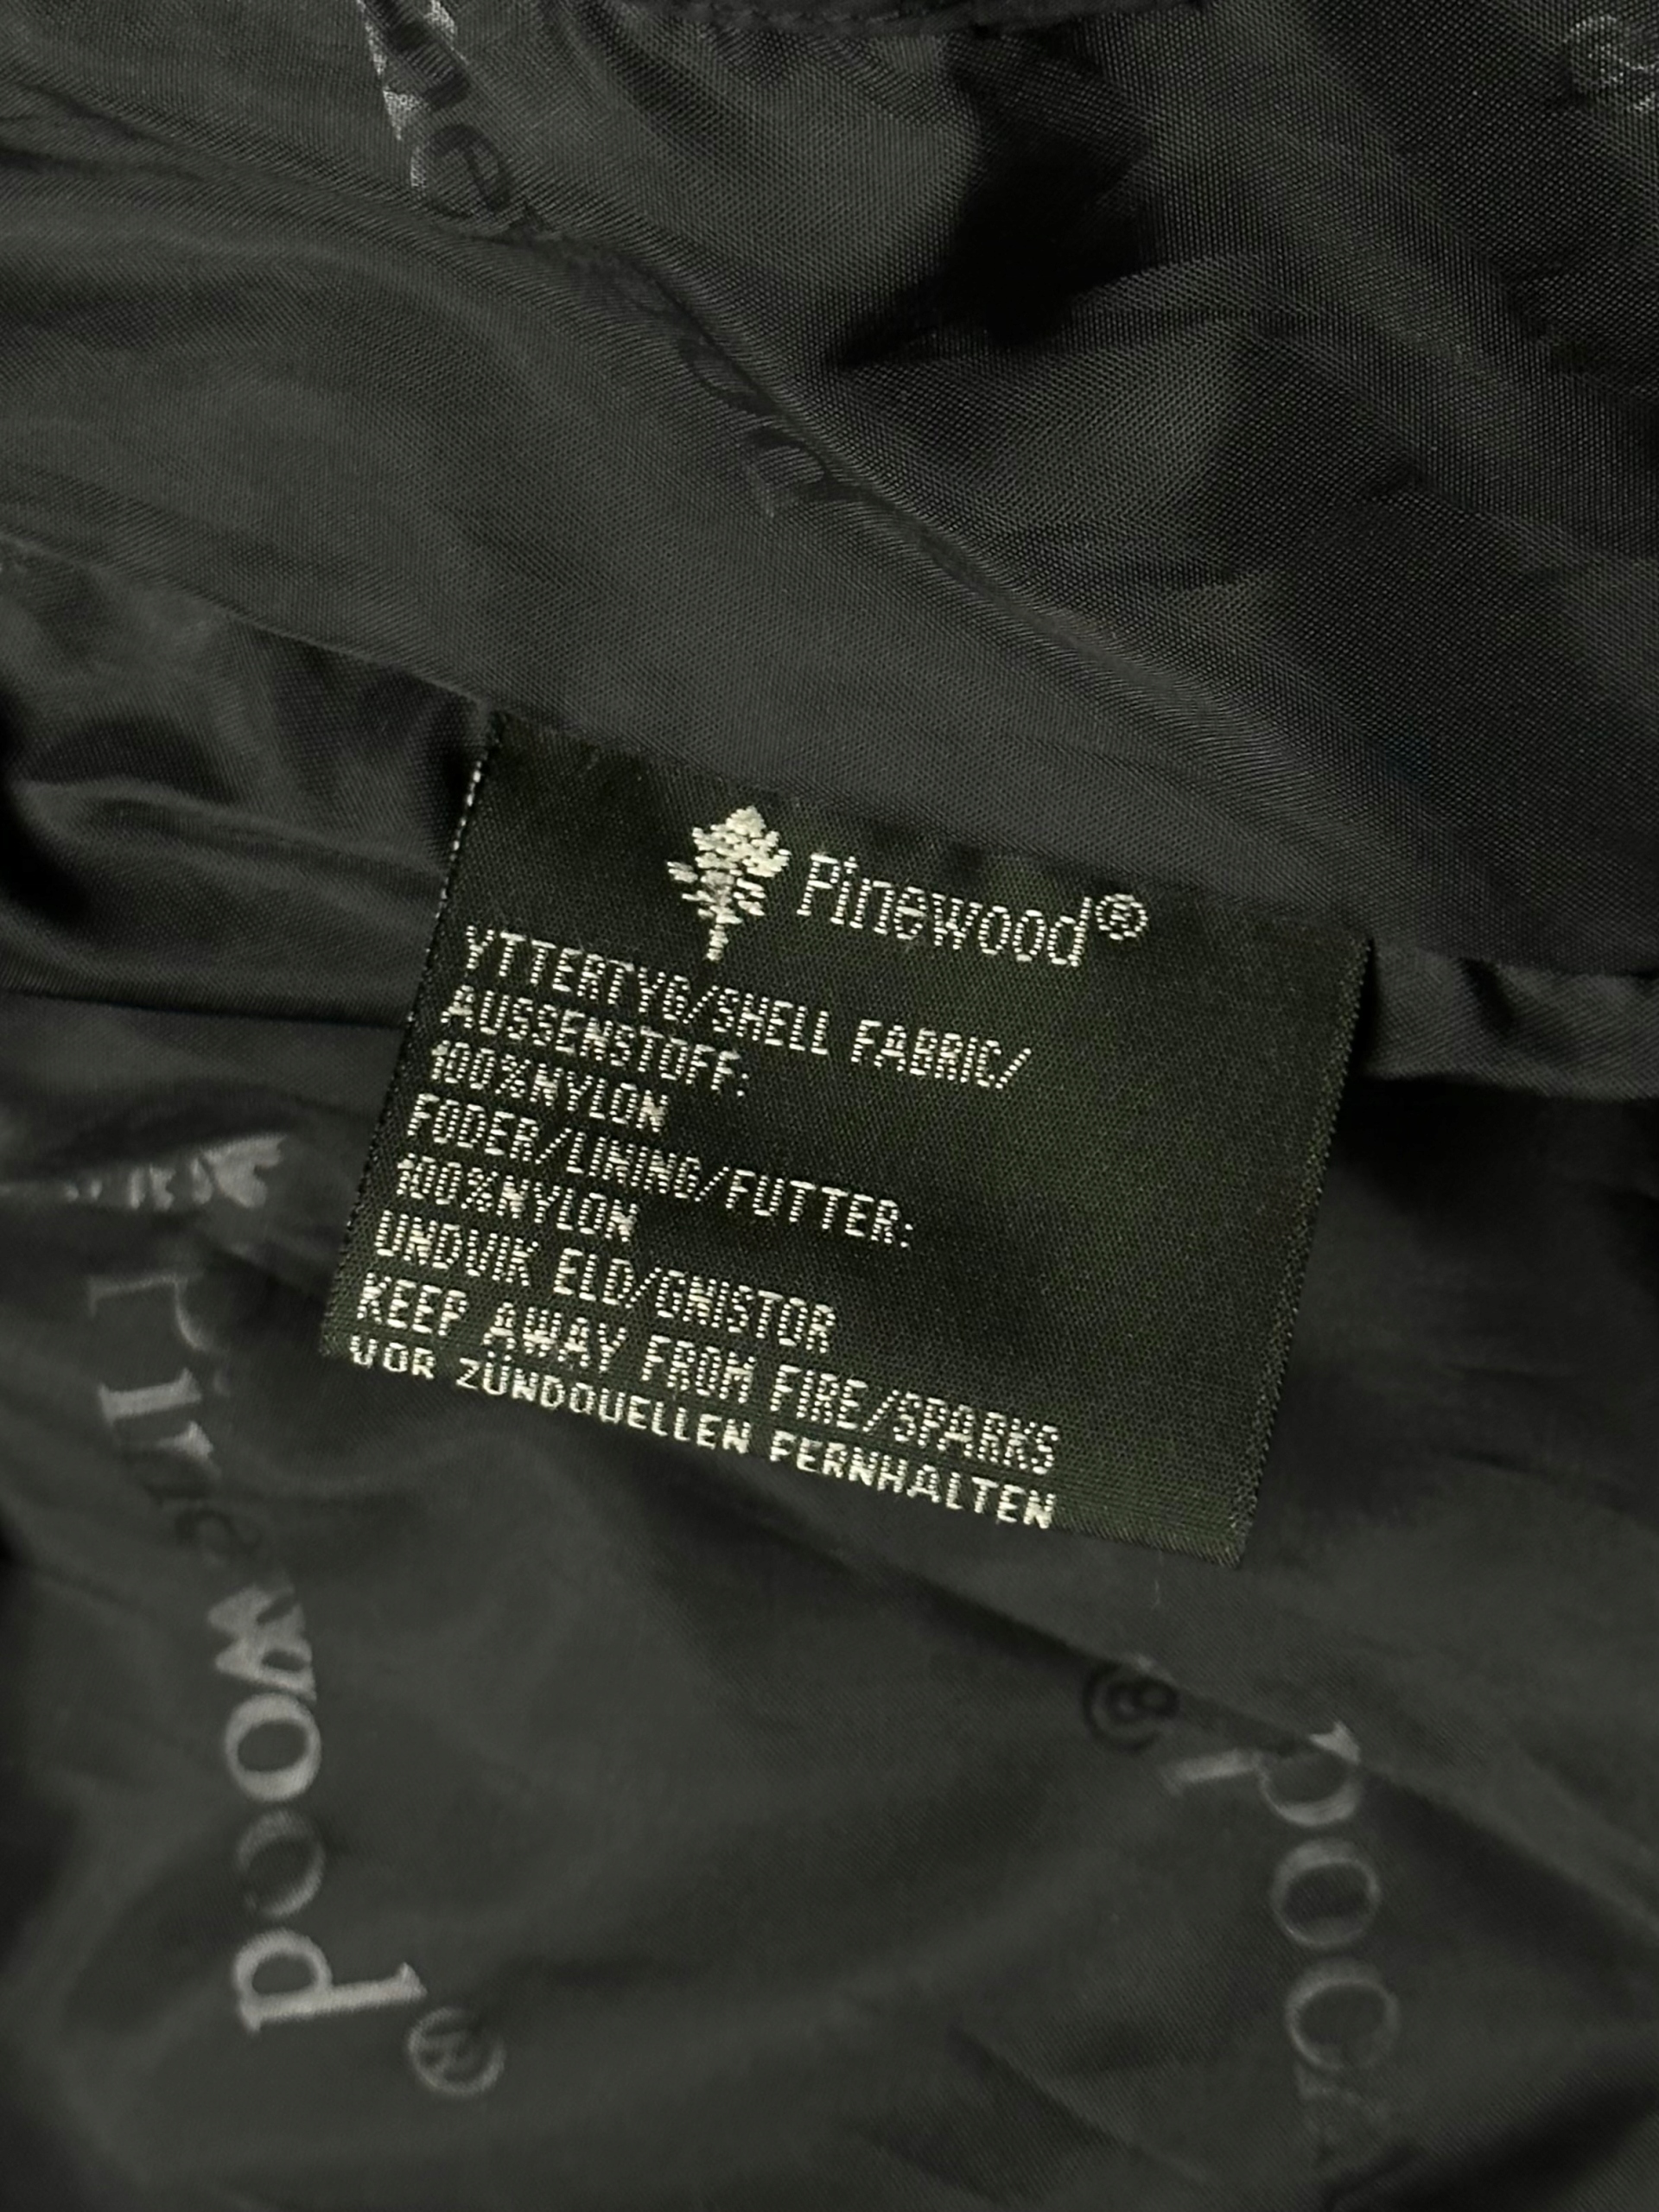 Pinewood®
YTTERTYG/SHELL FABRIC/
AUSSENSTOFF:
100%NYLON
FODER/LINING/FUTTER:
100%NYLON
UNDVIK ELD/GNISTOR
KEEP AWAY FROM FIRE/SPARKS
VOR ZÜNDQUELLEN FERNHALTEN
Pinewood®